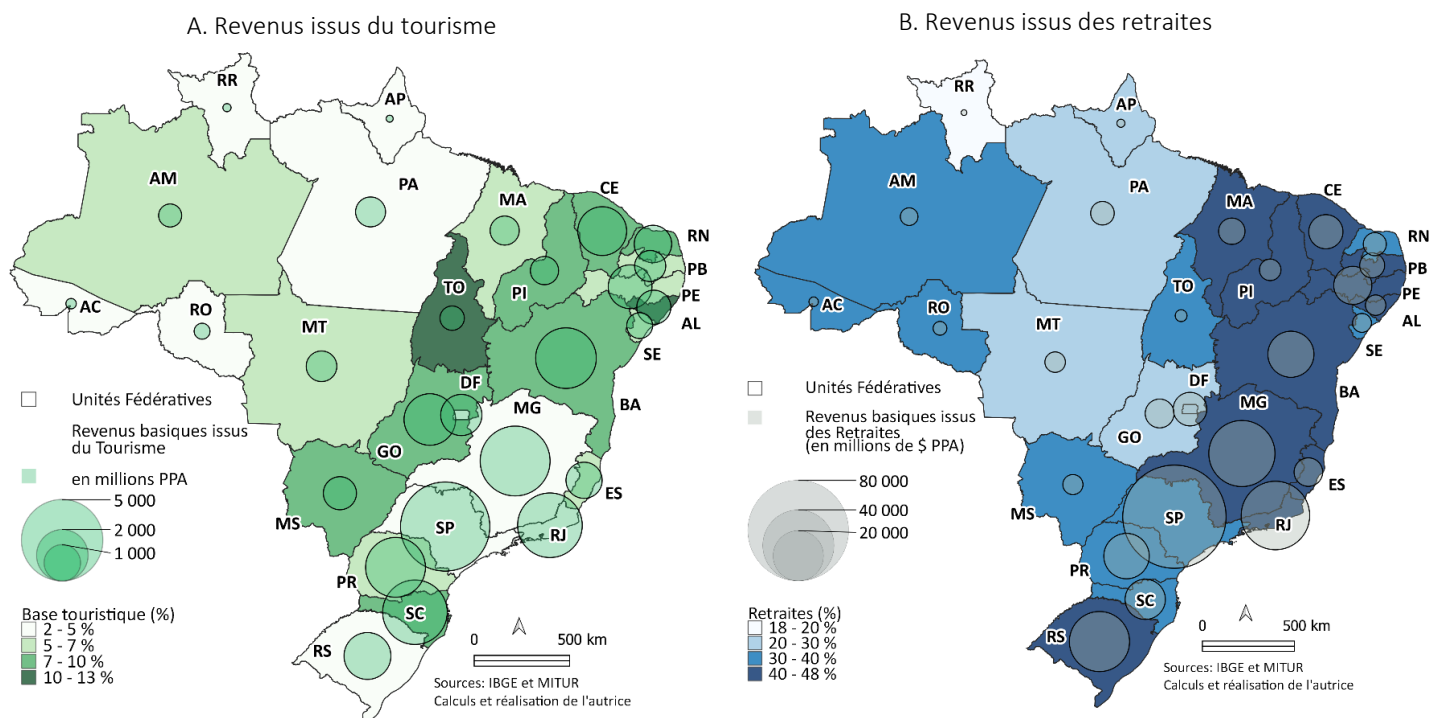 A. Revenus issus du tourisme
RR
AP
AM
PA
MA
CE
RN
PB
PE
AL
SE
PI
TO
AC
RO
MT
DF
BA
MG
GO
ES
MS
SP
RJ
PR
SC
RS
Unités Fédératives
Revenus basiques issus
du Tourisme
en millions PPA
5 000
2 000
1 000
Base touristique (%)
2 - 5 %
5 - 7 %
7 - 10 %
10 - 13 %
0
500 km
Sources: IBGE et MITUR
Calculs et réalisation de l'autrice
B. Revenus issus des retraites
RR
AP
AM
PA
MA
CE
RN
PB
PE
AL
SE
PI
TO
AC
RO
MT
DF
BA
MG
GO
ES
MS
SP
RJ
PR
SC
RS
Unités Fédératives
Revenus basiques issus
des Retraites
(en millions de $ PPA)
80 000
40 000
20 000
Retraites (%)
18 - 20 %
20 - 30 %
30 - 40 %
40 - 48 %
0
500 km
Sources: IBGE et MITUR
Calculs et réalisation de l'autrice